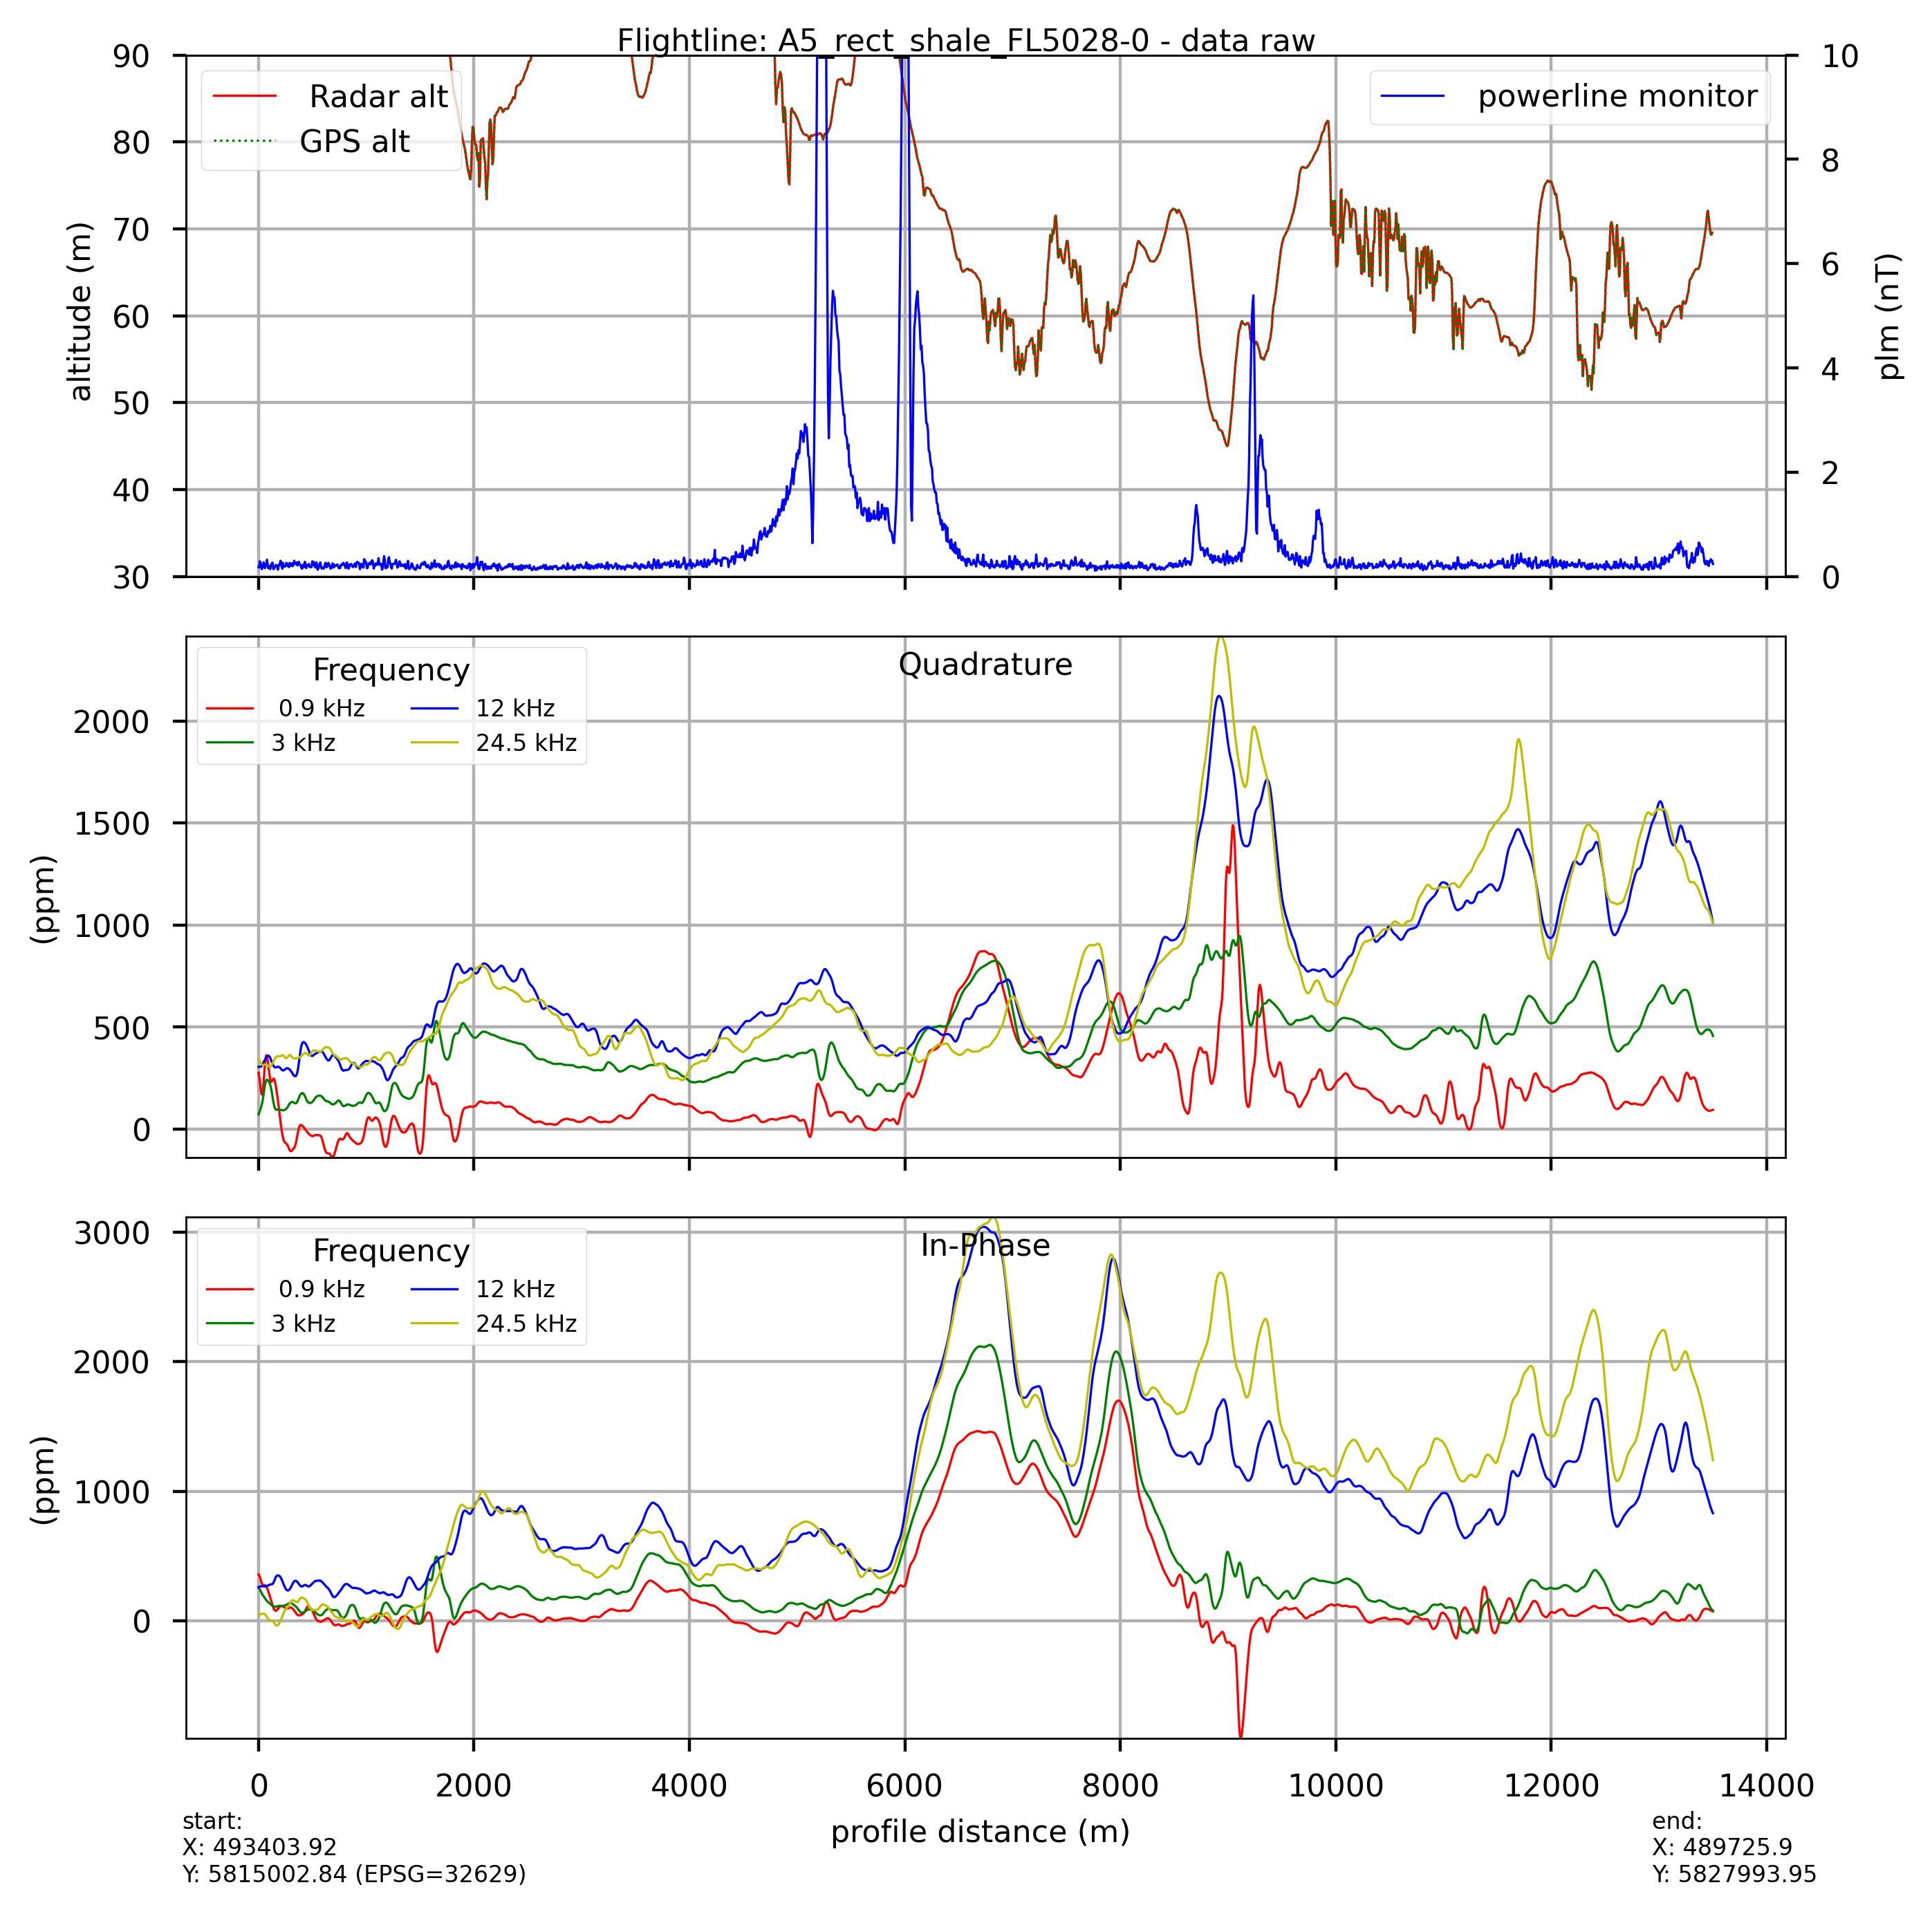 Flightline: A5_rect_shale_FL5028-0 - data raw
90
80
70
60
50
40
30
altitude (m)
Radar alt
GPS alt
powerline monitor
10
8
6
4
2
0
plm (nT)
Quadrature
Frequency
0.9 kHz
3 kHz
12 kHz
24.5 kHz
2000
1500
1000
500
0
(ppm)
In-Phase
Frequency
0.9 kHz
3 kHz
12 kHz
24.5 kHz
3000
2000
1000
0
(ppm)
0 2000 4000 6000 8000 10000 12000 14000
profile distance (m)
start:
X: 493403.92
Y: 5815002.84 (EPSG=32629)
end:
X: 489725.9
Y: 5827993.95